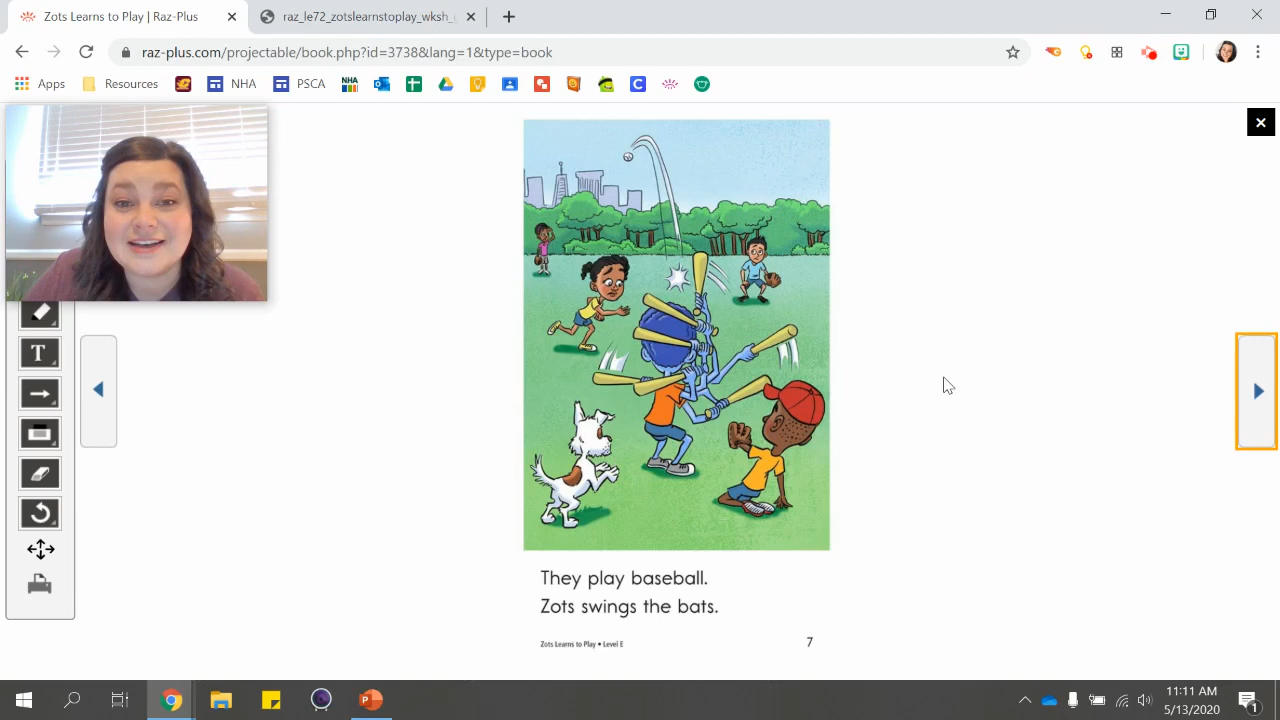 Zots Learns to Play | Raz-Plus
raz_le72_zotslearnstoplay_wksh_
raz-plus.com/projectable/book.php?id=3738&lang=1&type=book
Apps
Resources
NHA
PSCA
NHA
T
They play baseball.
Zots swings the bats.
Zots Learns to Play • Level E
7
11:11 AM
5/13/2020
1